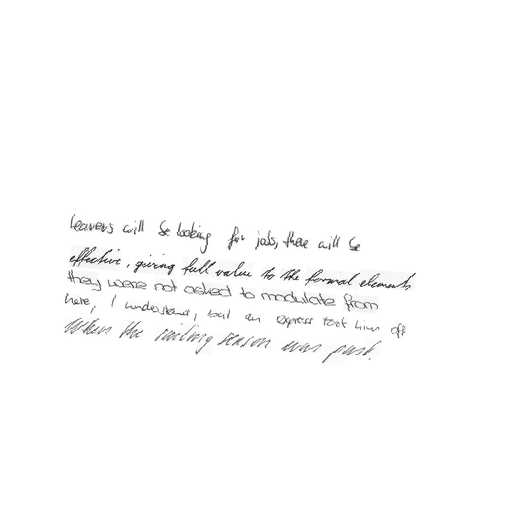 leavers will be looking for jobs, there will be
effective, giving full value to the formal elements
they were not asked to modulate from
here, I understand, but an express took him off
When the sailing season was past.